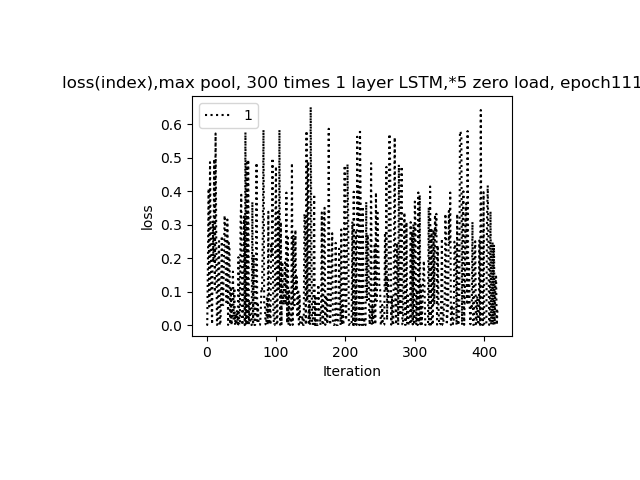 loss(index),max pool, 300 times 1 layer LSTM,*5 zero load, epoch111
1
0.6
0.5
0.4
0.3
0.2
0.1
0.0
loss
0 100 200 300 400
Iteration